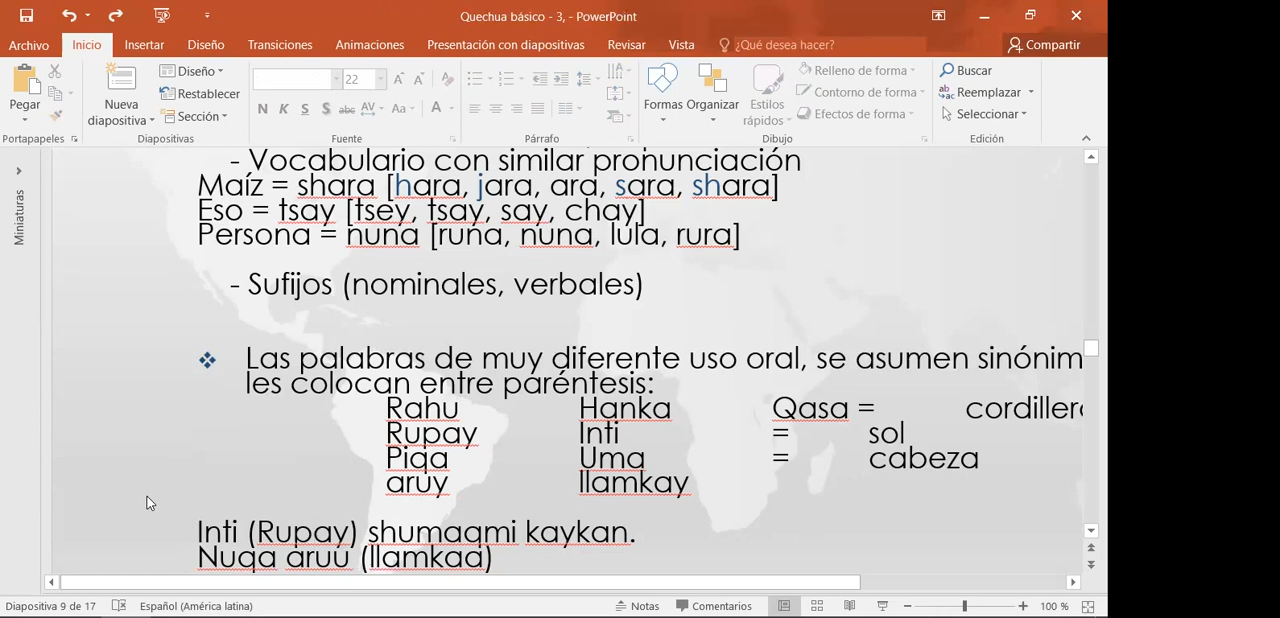 Quechua básico - 3, - PowerPoint
Archivo Inicio Insertar Diseño Transiciones Animaciones Presentación con diapositivas Revisar Vista ¿Qué desea hacer? Compartir
Pegar
Nueva diapositiva
Diseño
Restablecer
Sección
22
N K S S abc AV Aa A
Formas Organizar Estilos rápidos
Relleno de forma
Contorno de forma
Efectos de forma
Buscar
Reemplazar
Seleccionar
Portapapeles Diapositivas Fuente Párrafo Dibujo Edición
Miniaturas
- Vocabulario con similar pronunciación
Maíz = shara [hara, jara, ara, sara, shara]
Eso = tsay [tsey, tsay, say, chay]
Persona = nuna [runa, nuna, lula, rura]
- Sufijos (nominales, verbales)
Las palabras de muy diferente uso oral, se asumen sinónim
les colocan entre paréntesis:
Rahu Hanka Qasa = cordiller
Rupay Inti = sol
Piqa Uma = cabeza
aruy llamkay
Inti (Rupay) shumaqmi kaykan.
Nuqa aruu (llamkaa)
Diapositiva 9 de 17 Español (América latina) Notas Comentarios 100 %